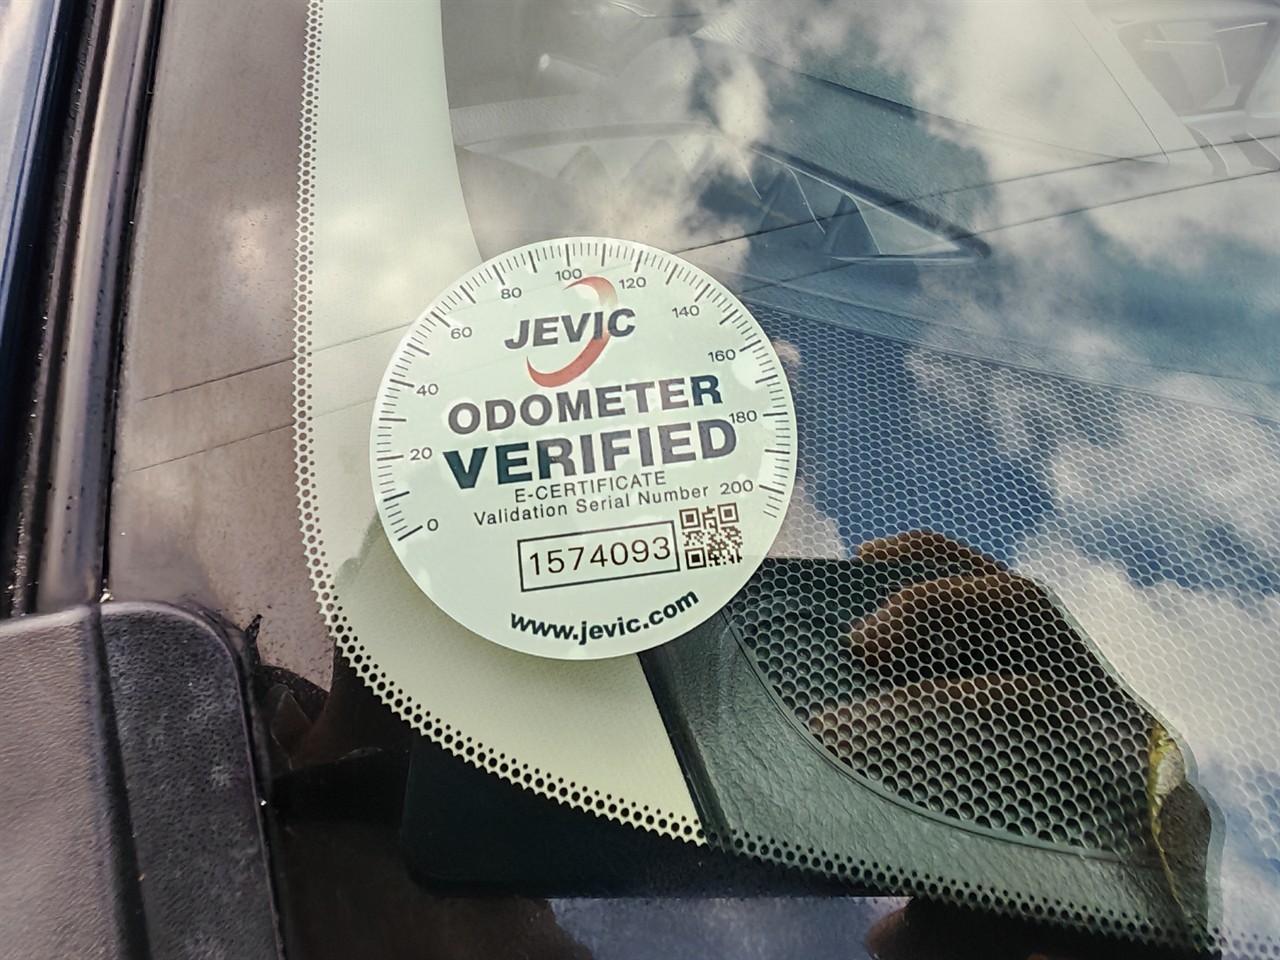 0 20 40 60 80 100 120 140 160 180 200
JEVIC
ODOMETER
VERIFIED
E-CERTIFICATE
Validation Serial Number
1574093
www.jevic.com